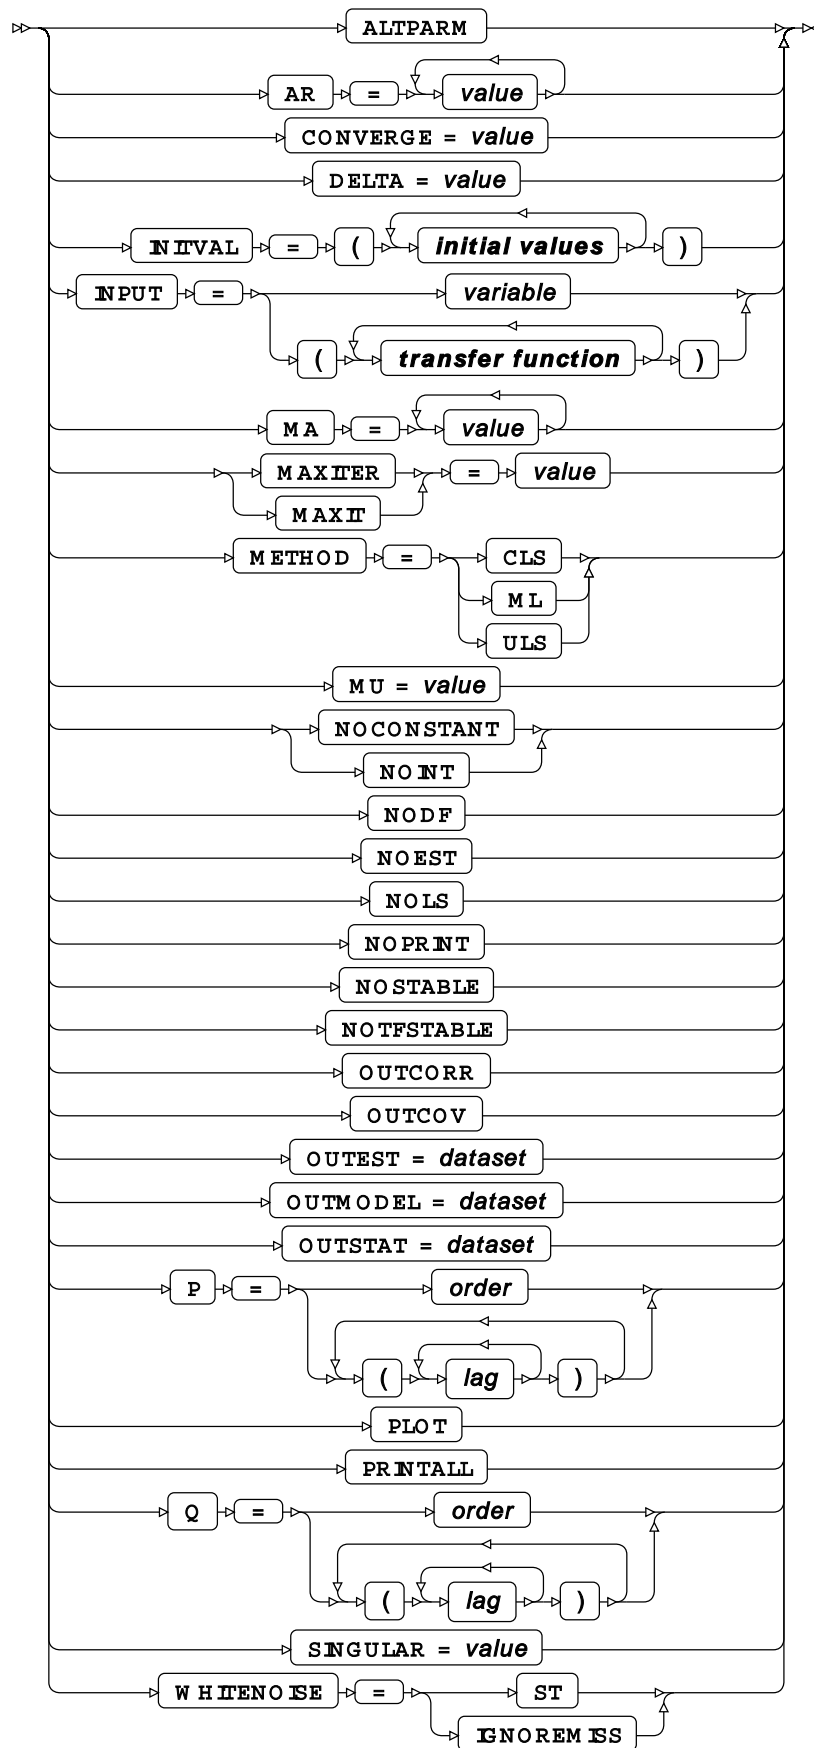 ALTPARM
AR = value
CONVERGE = value
DELTA = value
INITVAL = ( initial values )
INPUT = variable
( transfer function )
MA = value
MAXITER = value
MAXIT
METHOD = CLS
ML
ULS
MU = value
NOCONSTANT
NOINT
NODF
NOEST
NOLS
NOPRINT
NOSTABLE
NOTFSTABLE
OUTCORR
OUTCOV
OUTEST = dataset
OUTMODEL = dataset
OUTSTAT = dataset
P = order
( lag )
PLOT
PRINTALL
Q = order
( lag )
SINGULAR = value
WHITENOISE = ST
IGNOREMISS